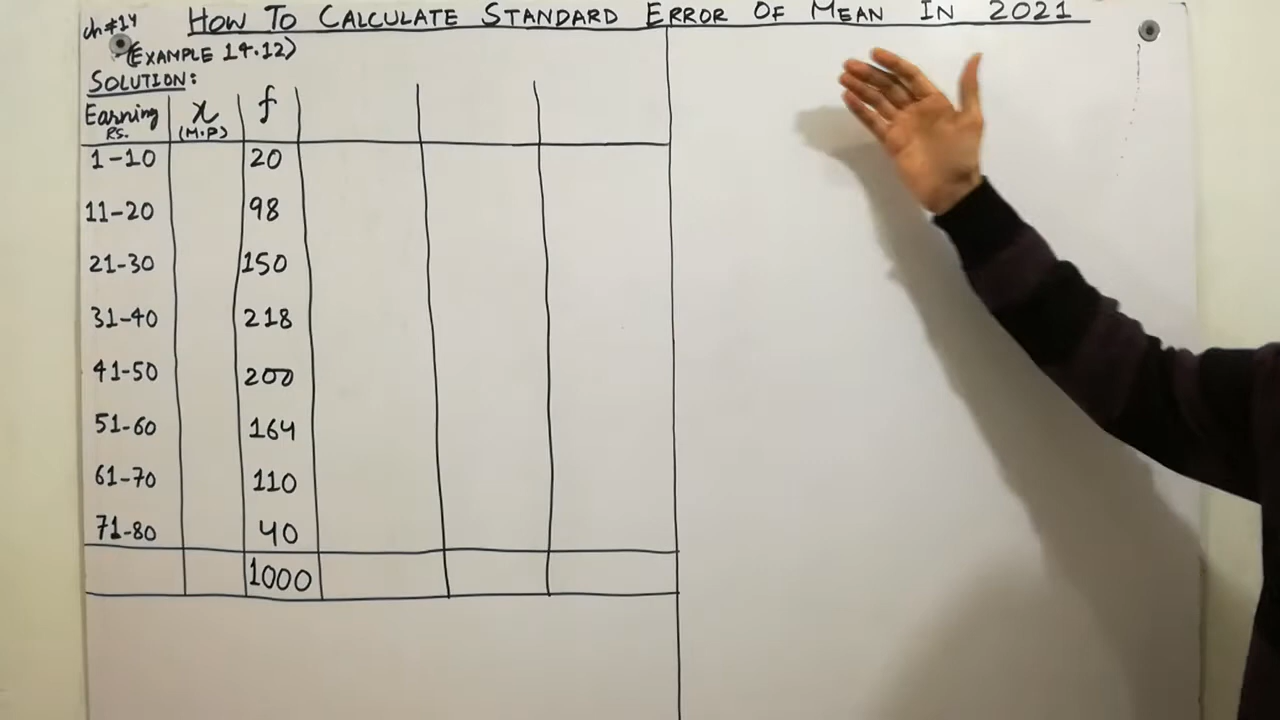 HOW TO CALCULATE STANDARD ERROR OF MEAN IN 2021
ch#14
(EXAMPLE 14.12)
SOLUTION:
Earning x f
RS. (M.P)
1-10 20
11-20 98
21-30 150
31-40 218
41-50 200
51-60 164
61-70 110
71-80 40
1000